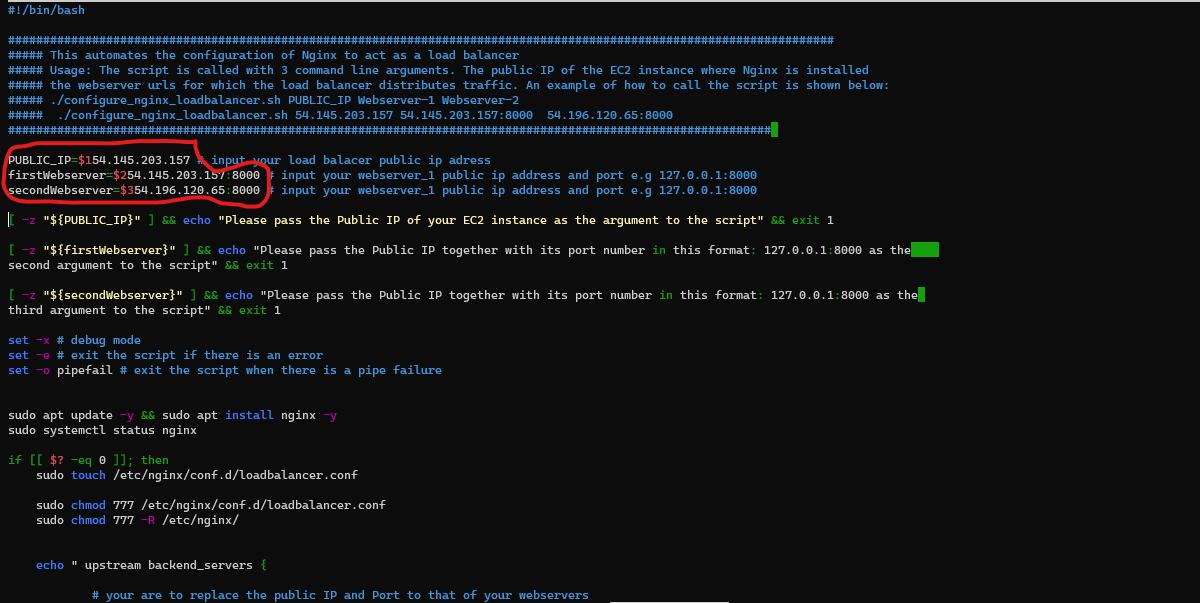 #!/bin/bash
######################################################################################################################
##### This automates the configuration of Nginx to act as a load balancer
##### Usage: The script is called with 3 command line arguments. The public IP of the EC2 instance where Nginx is installed
##### the webserver urls for which the load balancer distributes traffic. An example of how to call the script is shown below:
##### ./configure_nginx_loadbalancer.sh PUBLIC_IP Webserver-1 Webserver-2
#####  ./configure_nginx_loadbalancer.sh 54.145.203.157 54.145.203.157:8000  54.196.120.65:8000
#############################################################################################################
PUBLIC_IP=$154.145.203.157 # input your load balacer public ip adress
firstWebserver=$254.145.203.157:8000 # input your webserver_1 public ip address and port e.g 127.0.0.1:8000
secondWebserver=$354.196.120.65:8000 # input your webserver_1 public ip address and port e.g 127.0.0.1:8000
[ -z "${PUBLIC_IP}" ] && echo "Please pass the Public IP of your EC2 instance as the argument to the script" && exit 1
[ -z "${firstWebserver}" ] && echo "Please pass the Public IP together with its port number in this format: 127.0.0.1:8000 as the
second argument to the script" && exit 1
[ -z "${secondWebserver}" ] && echo "Please pass the Public IP together with its port number in this format: 127.0.0.1:8000 as the
third argument to the script" && exit 1
set -x # debug mode
set -e # exit the script if there is an error
set -o pipefail # exit the script when there is a pipe failure
sudo apt update -y && sudo apt install nginx -y
sudo systemctl status nginx
if [[ $? -eq 0 ]]; then
    sudo touch /etc/nginx/conf.d/loadbalancer.conf
    sudo chmod 777 /etc/nginx/conf.d/loadbalancer.conf
    sudo chmod 777 -R /etc/nginx/
    echo " upstream backend_servers {
            # your are to replace the public IP and Port to that of your webservers